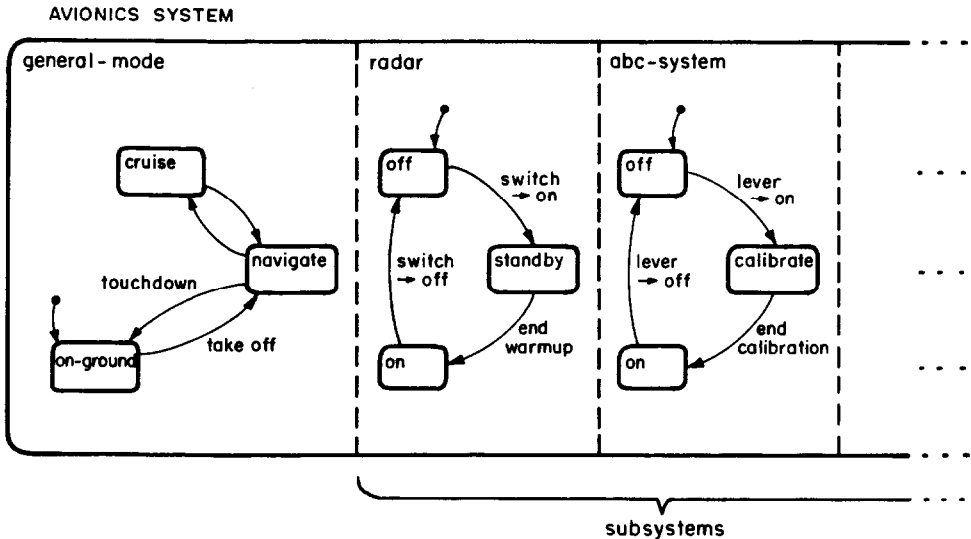 AVIONICS SYSTEM
general-mode
cruise
navigate
touchdown
take off
on-ground
radar
off
switch
→ on
standby
switch
→ off
end
warmup
on
abc-system
off
lever
→ on
calibrate
lever
→ off
end
calibration
on
subsystems